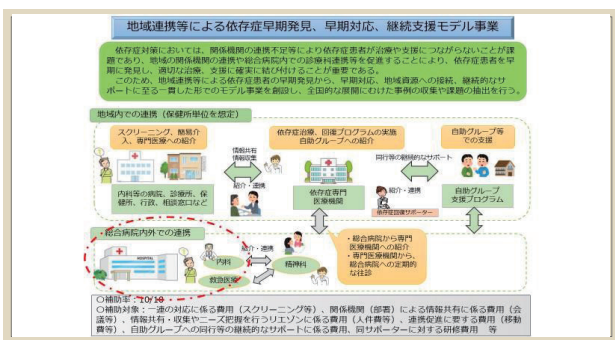 地域連携等による依存症早期発見、早期対応、継続支援モデル事業
依存症対策においては、関係機関の連携不足等により依存症患者が治療や支援につながらないことが課
題であり、地域の関係機関の連携や総合病院内での診療科連携等を促進することにより、依存症患者を早
期に発見し、適切な治療、支援に確実に結び付けることが重要である。
このため、地域連携等による依存症患者の早期発見から、早期対応、地域資源への接続、継続的なサ
ポートに至る一貫した形でのモデル事業を創設し、全国的な展開にむけた事例の収集や課題の抽出を行う。
地域内での連携(保健所単位を想定)
スクリーニング、簡易介
入、専門医療への紹介
内科等の病院、診療所、保
健所、行政、相談窓口など
情報共有
情報収集
紹介・連携
依存症治療、回復プログラムの実施
自助グループへの紹介
依存症専門
医療機関
同行等の継続的なサポート
紹介・連携
依存症回復サポーター
自助グループ等
での支援
自助グループ
支援プログラム
総合病院内外での連携
HOSPITAL
内科
救急医療
紹介・連携
精神科
・総合病院から専門
医療機関への紹介
・専門医療機関から、
総合病院への定期的
な往診
〇補助率:10/10
〇補助対象:一連の対応に係る費用(スクリーニング等)、関係機関(部署)による情報共有に係る費用(会
議等)、情報共有・収集やニーズ把握を行うリエゾンに係る費用(人件費等)、連携促進に要する費用(移動
費等)、自助グループへの同行等の継続的なサポートに係る費用、同サポーターに対する研修費用 等